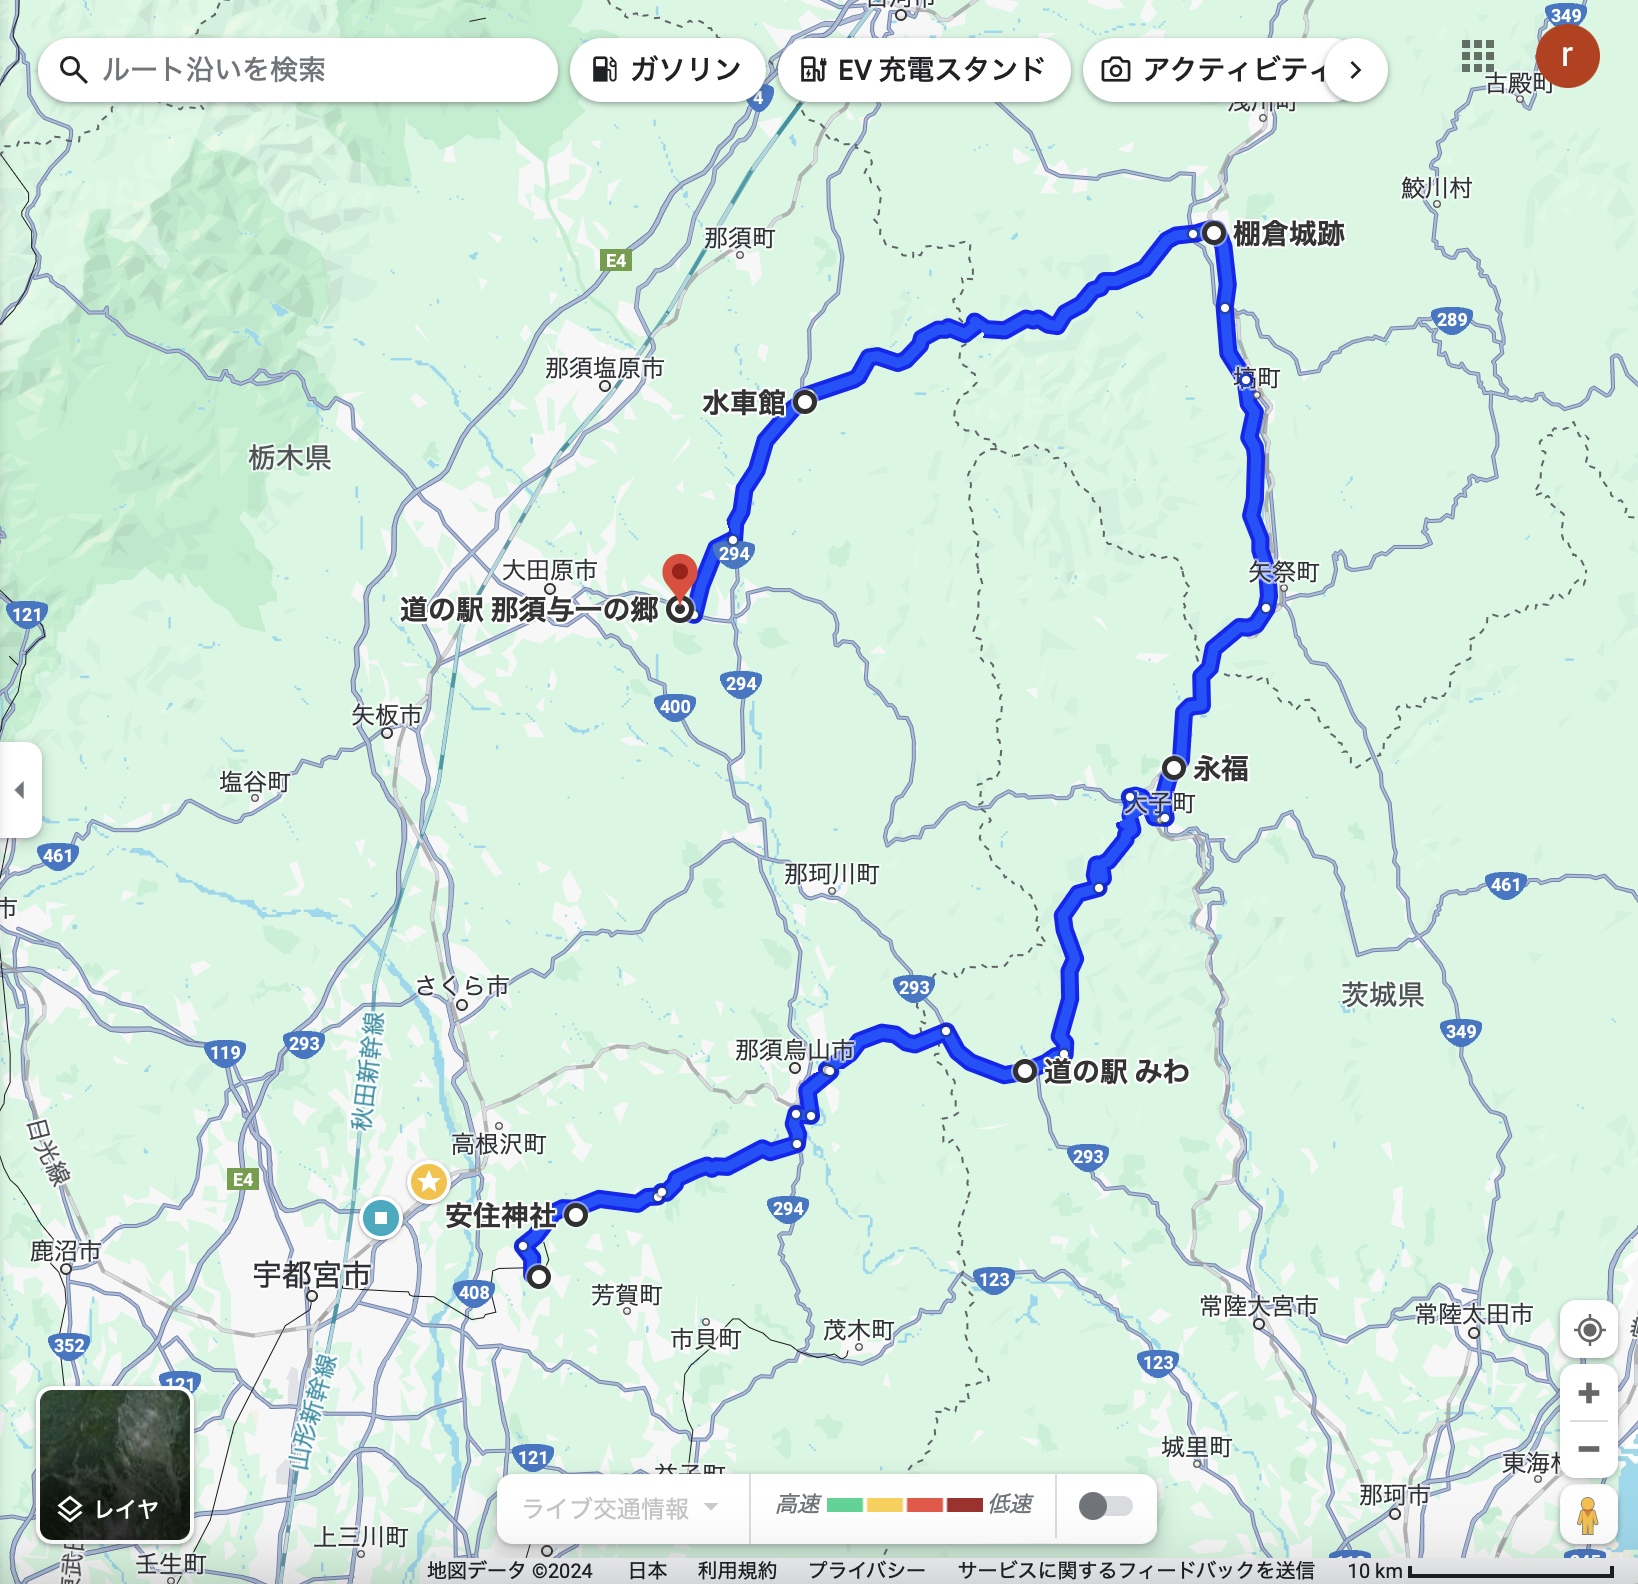 349
ルート沿いを検索
ガソリン
EV 充電スタンド
アクティビティ
r
4
古殿町
浅川町
鮫川村
那須町
棚倉城跡
E4
289
那須塩原市
塙町
水車館
栃木県
294
大田原市
矢祭町
道の駅 那須与一の郷
121
294
400
矢板市
永福
塩谷町
大子町
461
那珂川町
461
市
さくら市
293
茨城県
349
119
293
秋田新幹線
那須烏山市
道の駅 みわ
日光線
高根沢町
293
E4
安住神社
294
鹿沼市
宇都宮市
408
芳賀町
123
常陸大宮市
常陸太田市
352
市貝町
茂木町
123
121
山形新幹線
城里町
121
益子町
東海村
那珂市
レイヤ
ライブ交通情報
高速
低速
上三川町
壬生町
地図データ ©2024
日本
利用規約
プライバシー
サービスに関するフィードバックを送信
10 km